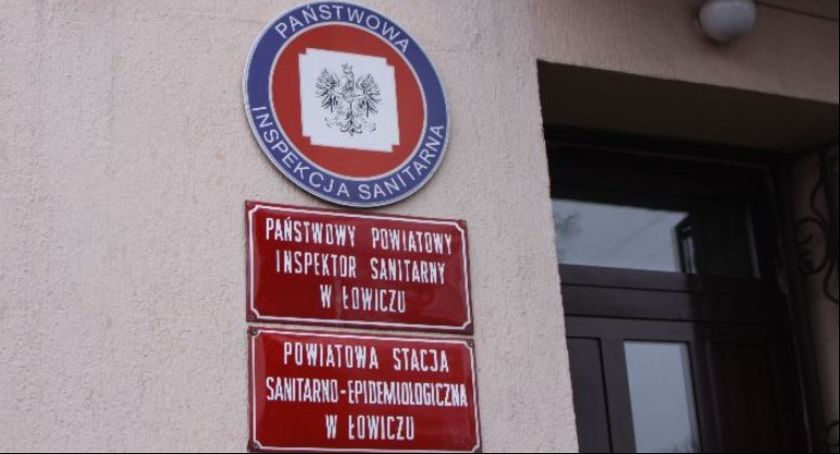 PAŃSTWOWA
INSPEKCJA SANITARNA
PAŃSTWOWY POWIATOWY
INSPEKTOR SANITARNY
W ŁOWICZU
POWIATOWA STACJA
SANITARNO-EPIDEMIOLOGICZNA
W ŁOWICZU